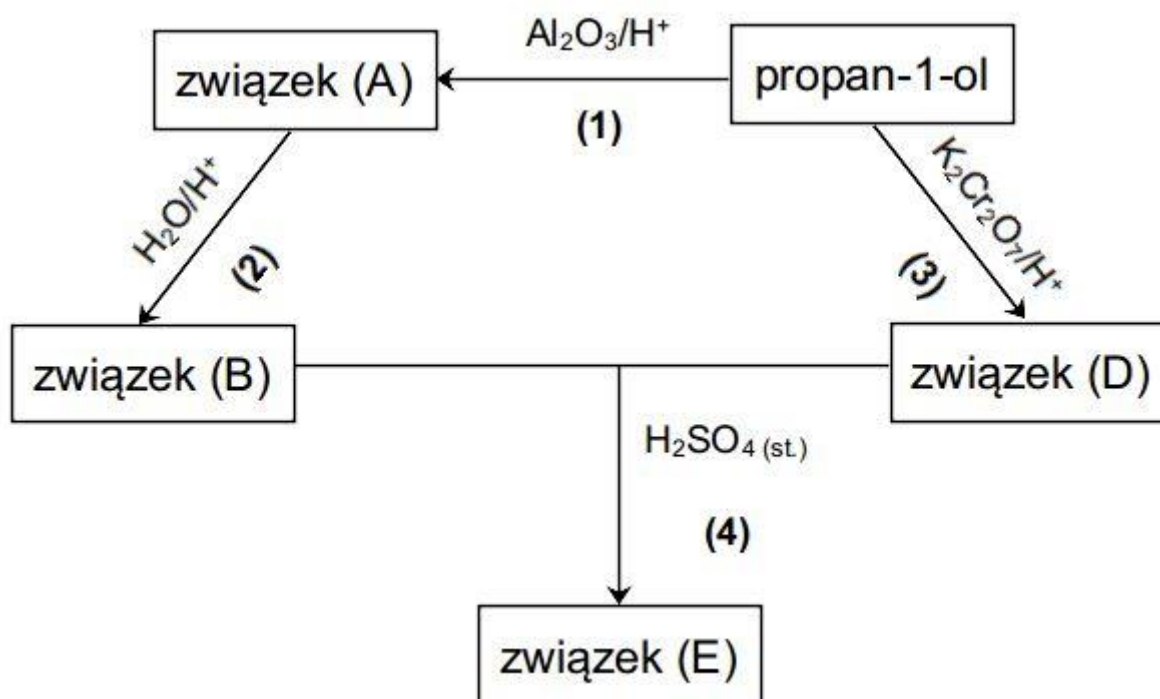 Al₂O₃/H⁺
związek (A)
propan-1-ol
(1)
H₂O/H⁺
(2)
K₂Cr₂O₇/H⁺
(3)
związek (B)
związek (D)
H₂SO₄ (st.)
(4)
związek (E)